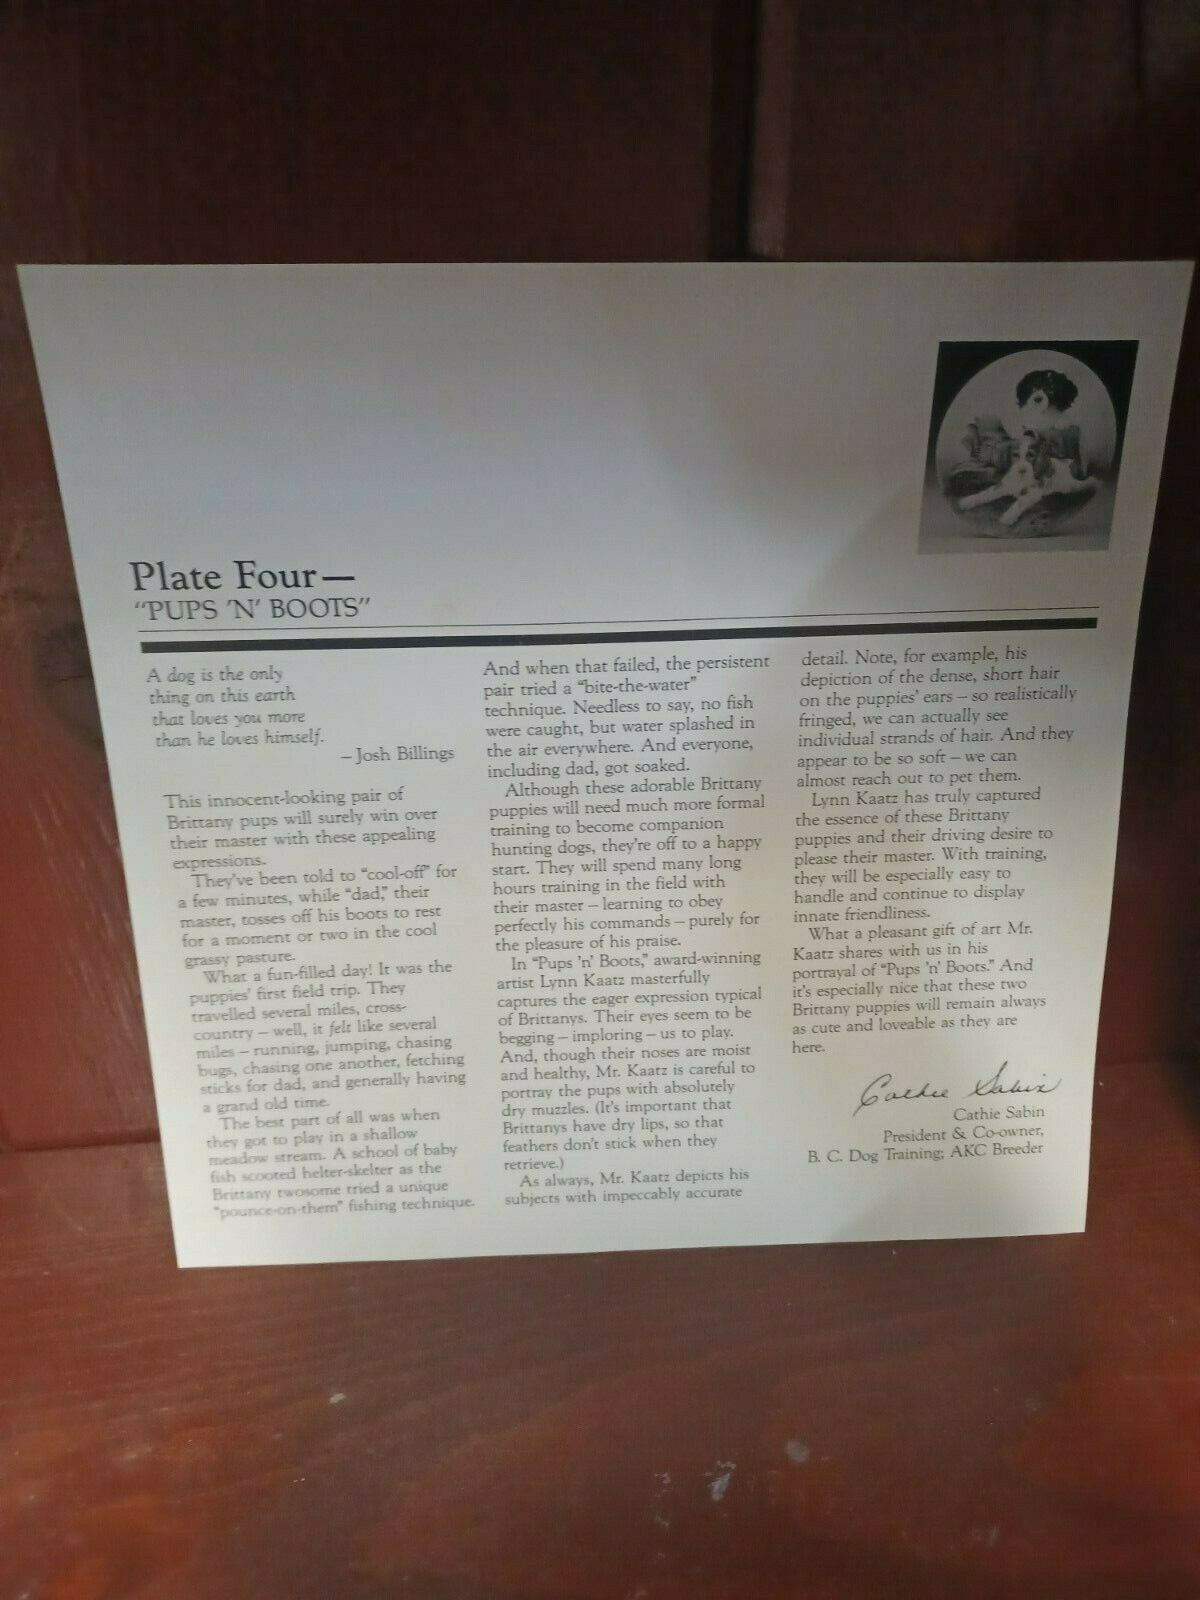 Plate Four—
"PUPS 'N' BOOTS"
A dog is the only
thing on this earth
that loves you more
than he loves himself.
—Josh Billings
This innocent-looking pair of
Brittany pups will surely win over
their master with these appealing
expressions.
They've been told to "cool-off" for
a few minutes, while "dad," their
master, tosses off his boots to rest
for a moment or two in the cool
grassy pasture.
What a fun-filled day! It was the
puppies' first field trip. They
travelled several miles, cross-
country – well, it felt like several
miles – running, jumping, chasing
bugs, chasing one another, fetching
sticks for dad, and generally having
a grand old time.
The best part of all was when
they got to play in a shallow
meadow stream. A school of baby
fish scooted helter-skelter as the
Brittany twosome tried a unique
"pounce-on-them" fishing technique.
And when that failed, the persistent
pair tried a "bite-the-water"
technique. Needless to say, no fish
were caught, but water splashed in
the air everywhere. And everyone,
including dad, got soaked.
Although these adorable Brittany
puppies will need much more formal
training to become companion
hunting dogs, they're off to a happy
start. They will spend many long
hours training in the field with
their master – learning to obey
perfectly his commands – purely for
the pleasure of his praise.
In "Pups 'n' Boots," award-winning
artist Lynn Kaatz masterfully
captures the eager expression typical
of Brittanys. Their eyes seem to be
begging – imploring – us to play.
And, though their noses are moist
and healthy, Mr. Kaatz is careful to
portray the pups with absolutely
dry muzzles. (It's important that
Brittanys have dry lips, so that
feathers don't stick when they
retrieve.)
As always, Mr. Kaatz depicts his
subjects with impeccably accurate
detail. Note, for example, his
depiction of the dense, short hair
on the puppies' ears – so realistically
fringed, we can actually see
individual strands of hair. And they
appear to be so soft – we can
almost reach out to pet them.
Lynn Kaatz has truly captured
the essence of these Brittany
puppies and their driving desire to
please their master. With training,
they will be especially easy to
handle and continue to display
innate friendliness.
What a pleasant gift of art Mr.
Kaatz shares with us in his
portrayal of "Pups 'n' Boots." And
it's especially nice that these two
Brittany puppies will remain always
as cute and loveable as they are
here.
Cathie Sabin
Cathie Sabin
President & Co-owner,
B. C. Dog Training; AKC Breeder